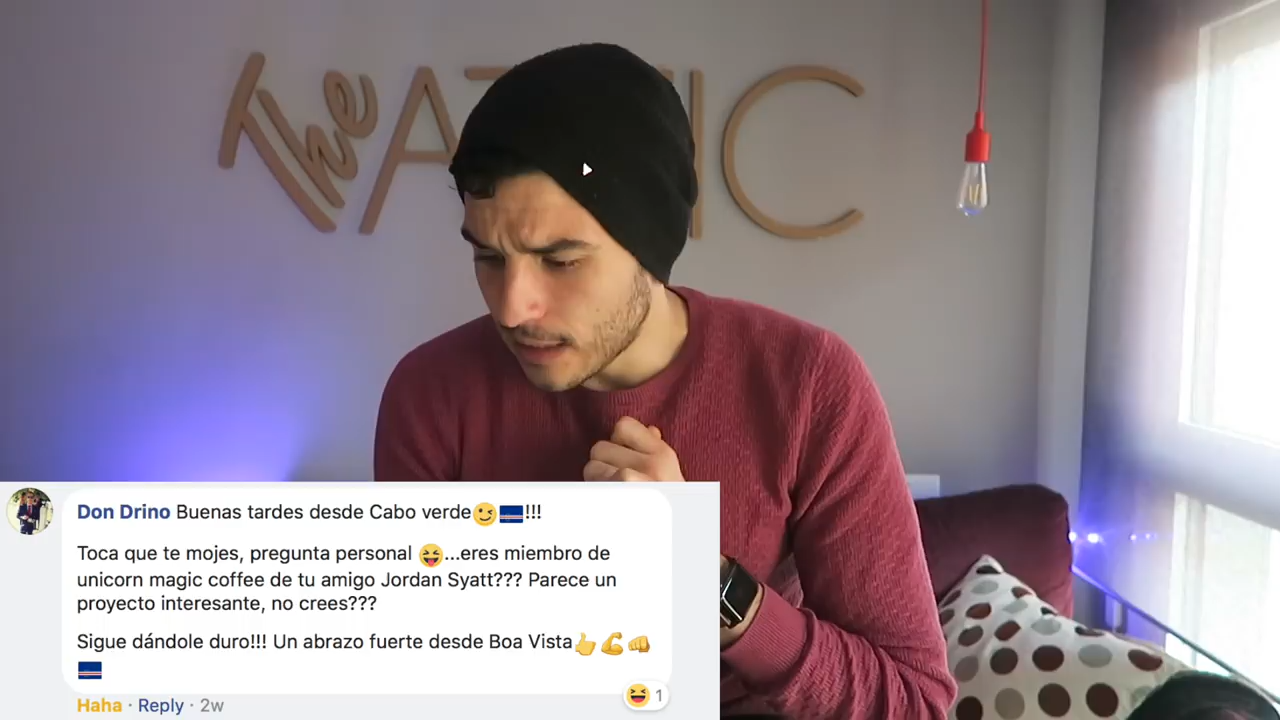 The ATTIC
Don Drino Buenas tardes desde Cabo verde😉🇨🇻!!!
Toca que te mojes, pregunta personal 😝...eres miembro de
unicorn magic coffee de tu amigo Jordan Syatt??? Parece un
proyecto interesante, no crees???
Sigue dándole duro!!! Un abrazo fuerte desde Boa Vista👍💪👊
🇨🇻
Haha · Reply · 2w
😆 1